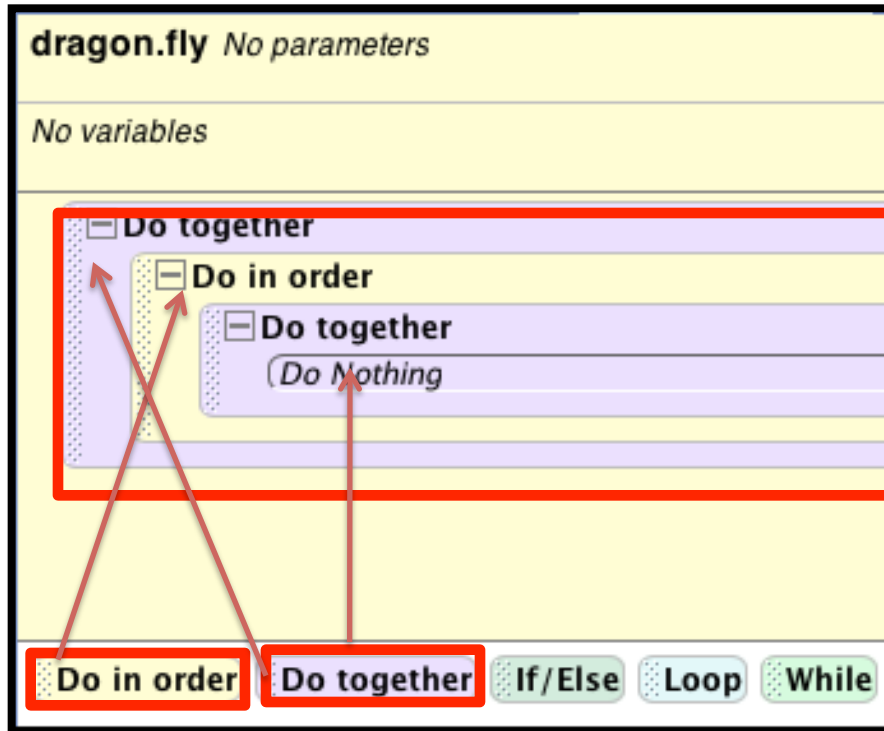 dragon.fly No parameters
No variables
Do together
Do in order
Do together
Do Nothing
Do in order Do together If/Else Loop While